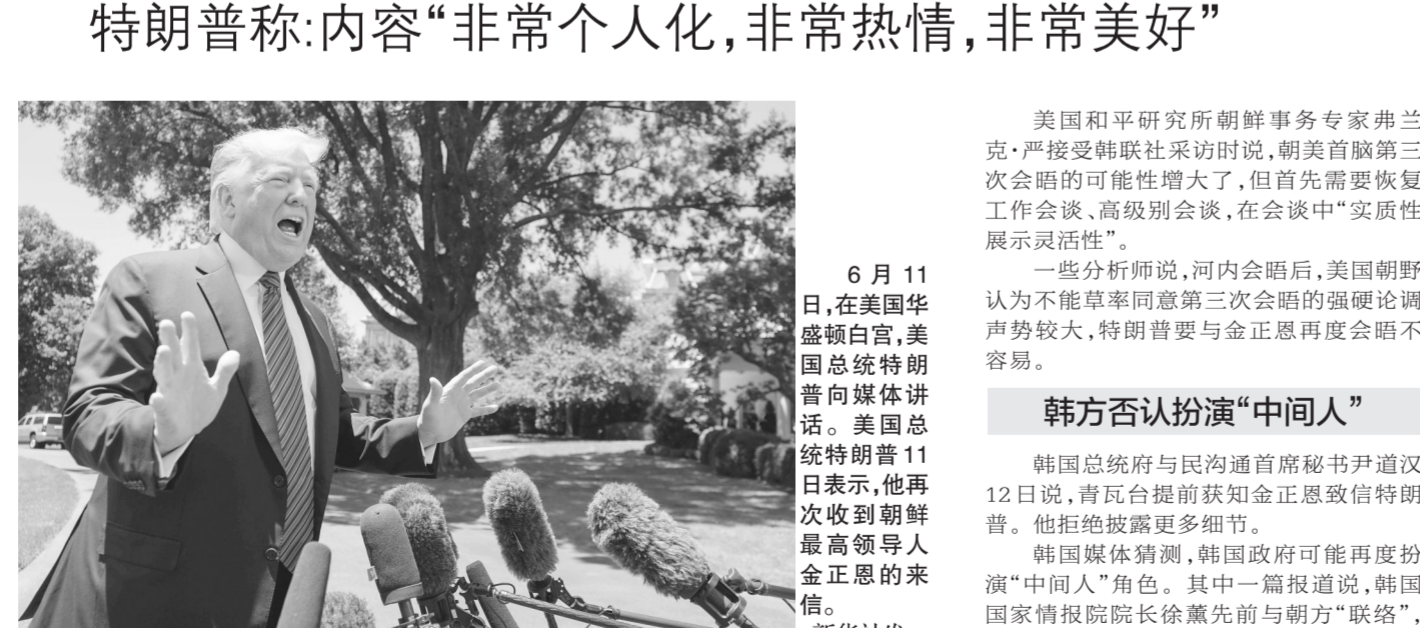 特朗普称:内容“非常个人化,非常热情,非常美好”
6月11
日,在美国华
盛顿白宫,美
国总统特朗
普向媒体讲
话。美国总
统特朗普11
日表示,他再
次收到朝鲜
最高领导人
金正恩的来
信。
美国和平研究所朝鲜事务专家弗兰
克·严接受韩联社采访时说,朝美首脑第三
次会晤的可能性增大了,但首先需要恢复
工作会谈、高级别会谈,在会谈中“实质性
展示灵活性”。
一些分析师说,河内会晤后,美国朝野
认为不能草率同意第三次会晤的强硬论调
声势较大,特朗普要与金正恩再度会晤不
容易。
韩方否认扮演“中间人”
韩国总统府与民沟通首席秘书尹道汉
12日说,青瓦台提前获知金正恩致信特朗
普。他拒绝披露更多细节。
韩国媒体猜测,韩国政府可能再度扮
演“中间人”角色。其中一篇报道说,韩国
国家情报院院长徐薰先前与朝方“联络”,